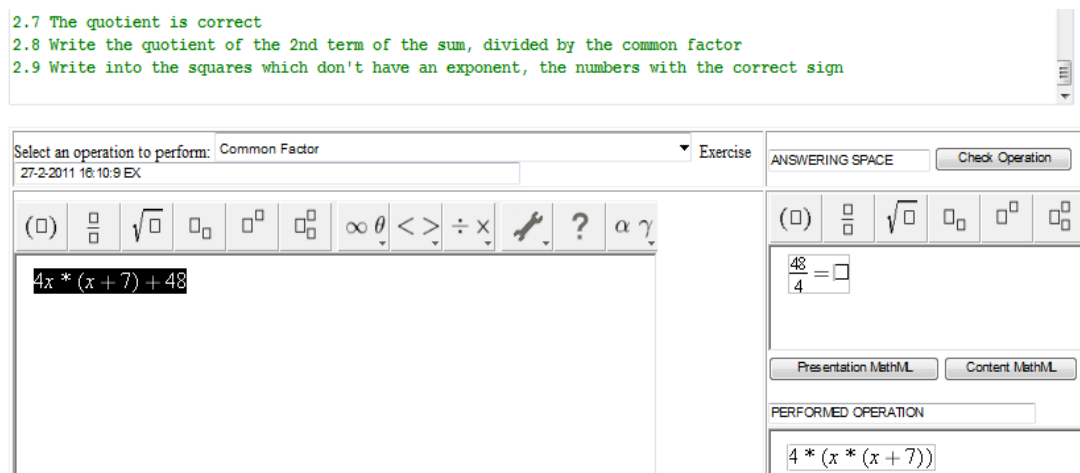 2.7 The quotient is correct
2.8 Write the quotient of the 2nd term of the sum, divided by the common factor
2.9 Write into the squares which don't have an exponent, the numbers with the correct sign
Select an operation to perform: Common Factor Exercise
27-2-2011 16:10:9 EX
ANSWERING SPACE Check Operation
(□) □/□ √□ □□ □□ □□□ ∞ θ < > ÷ × ? α γ
(□) □/□ √□ □□ □□ □□□
4x * (x + 7) + 48
48/4 = □
Presentation MathML Content MathML
PERFORMED OPERATION
4 * (x * (x + 7))